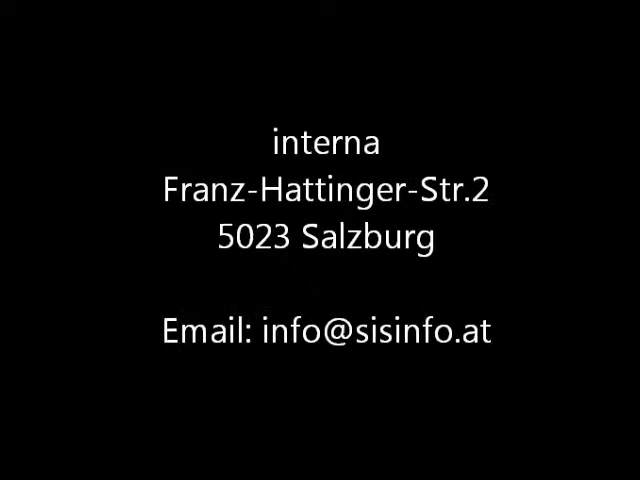 interna
Franz-Hattinger-Str.2
5023 Salzburg
Email: info@sisinfo.at